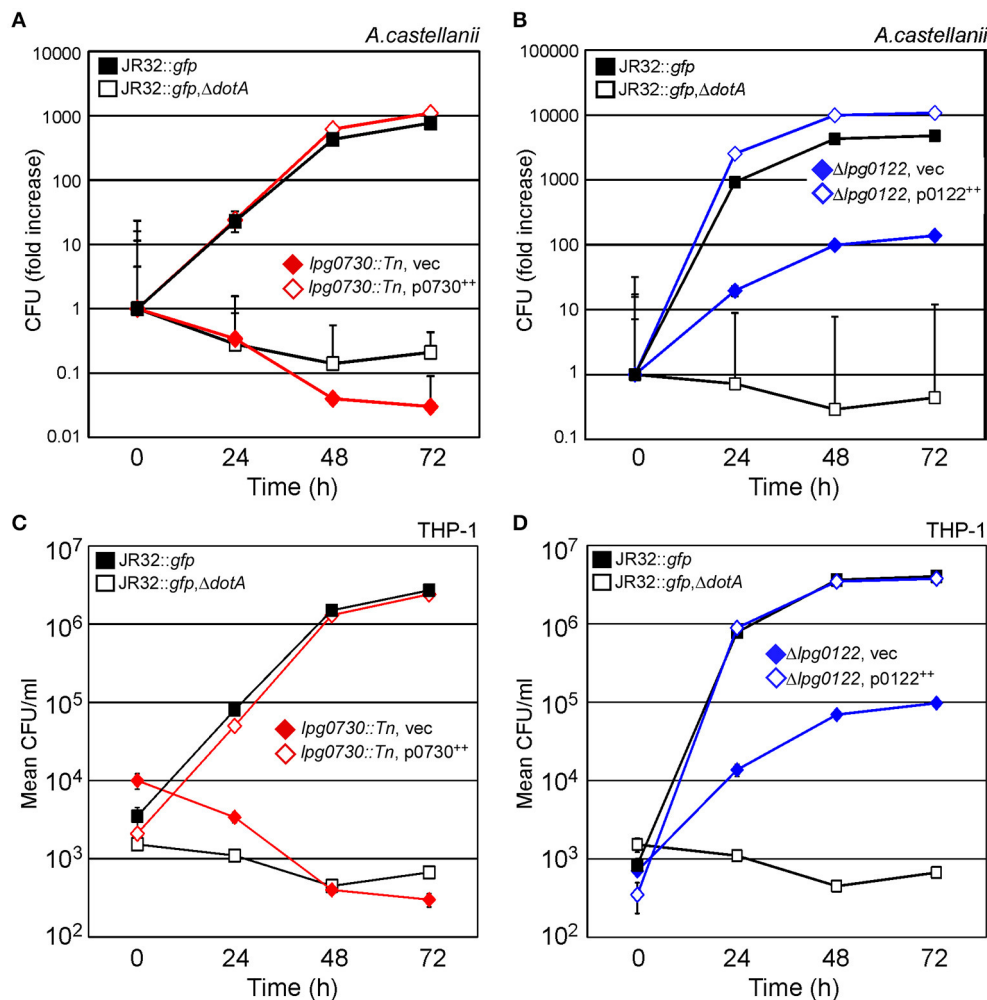 A
A.castellanii
CFU (fold increase)
10000
1000
100
10
1
0.1
0.01
JR32::gfp
JR32::gfp,ΔdotA
lpg0730::Tn, vec
lpg0730::Tn, p0730++
0 24 48 72
Time (h)
B
A.castellanii
CFU (fold increase)
100000
10000
1000
100
10
1
0.1
JR32::gfp
JR32::gfp,ΔdotA
Δlpg0122, vec
Δlpg0122, p0122++
0 24 48 72
Time (h)
C
THP-1
Mean CFU/ml
10⁷
10⁶
10⁵
10⁴
10³
10²
JR32::gfp
JR32::gfp,ΔdotA
lpg0730::Tn, vec
lpg0730::Tn, p0730++
0 24 48 72
Time (h)
D
THP-1
Mean CFU/ml
10⁷
10⁶
10⁵
10⁴
10³
10²
JR32::gfp
JR32::gfp,ΔdotA
Δlpg0122, vec
Δlpg0122, p0122++
0 24 48 72
Time (h)